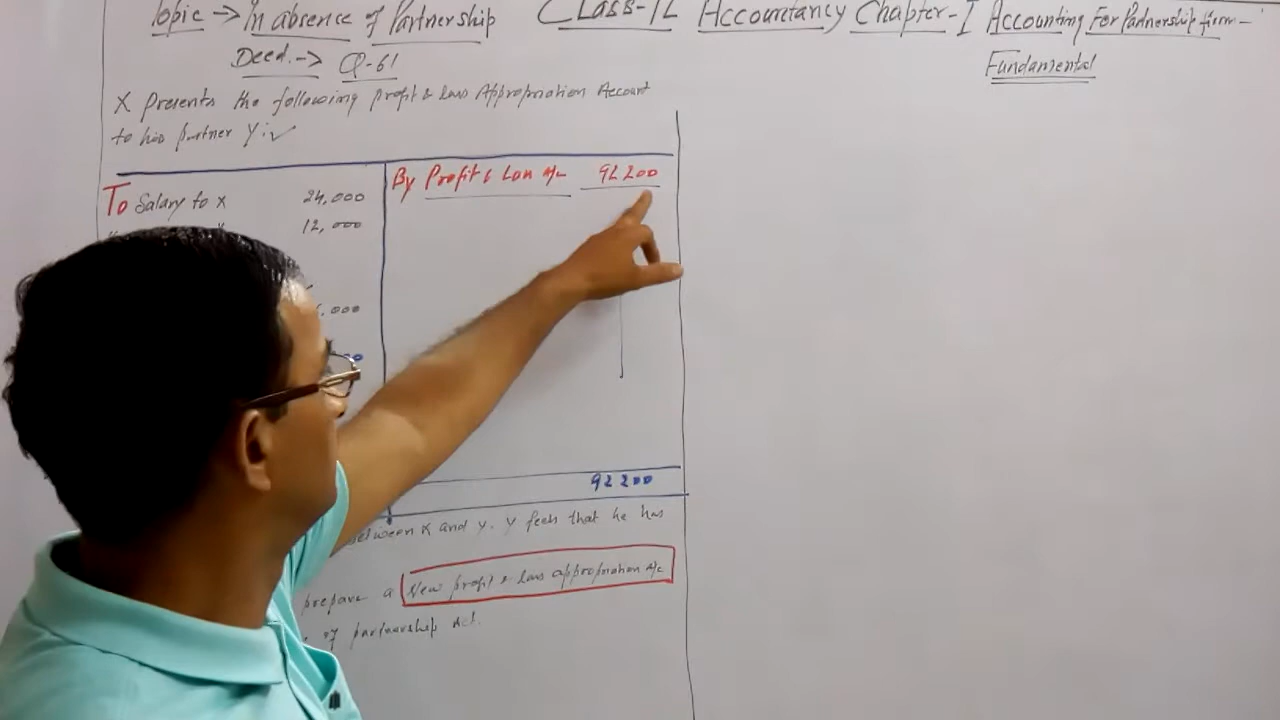 Topic → In absence of Partnership
Deed. → Q-61
Class-12 Accountancy Chapter-I Accounting For Partnership firm –
Fundamental
X Presents the following profit & loss Appropriation Account
to his partner Y:
To Salary to X 24,000
12,000
,000
By Profit & Loss A/c 92200
92200
between X and Y. Y feels that he has
prepare a New profit & loss appropriation A/c
of partnership Act.